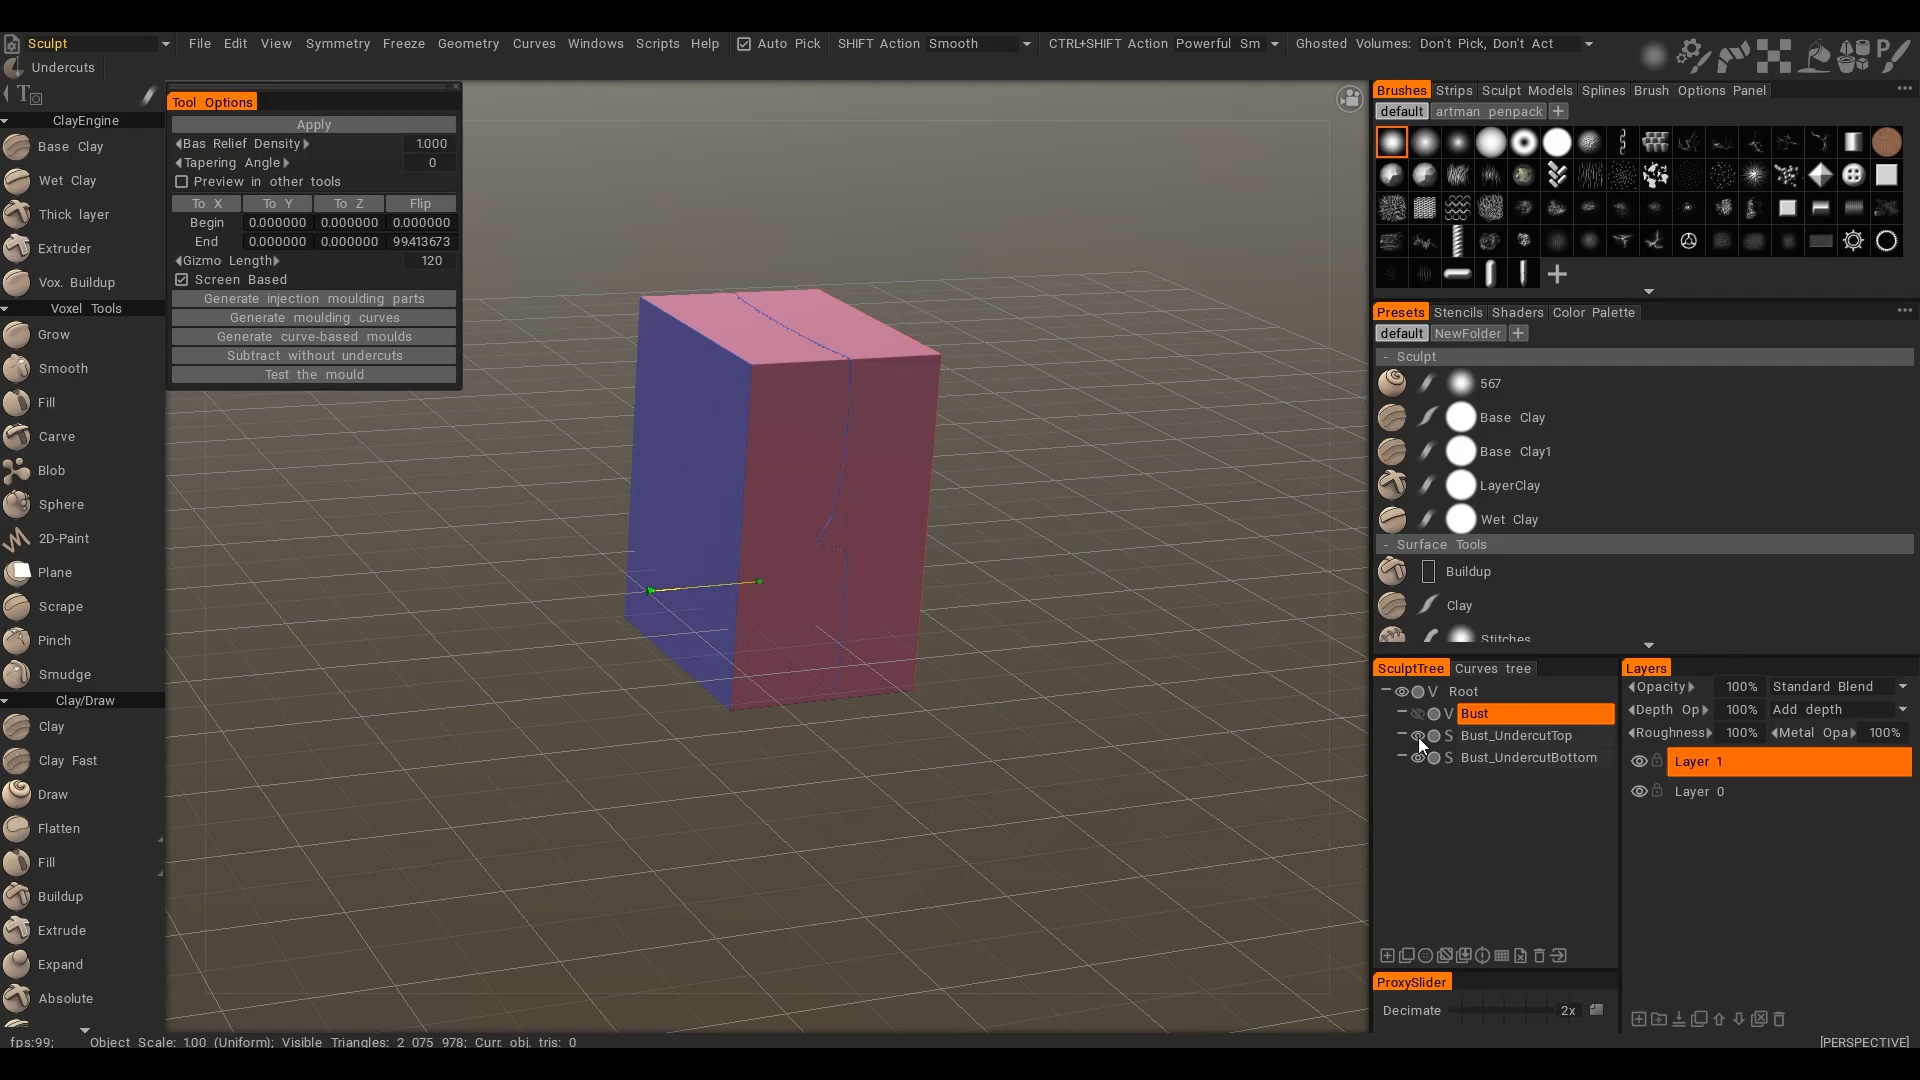 Sculpt File Edit View Symmetry Freeze Geometry Curves Windows Scripts Help Auto Pick SHIFT Action Smooth CTRL+SHIFT Action Powerful Sm Ghosted Volumes: Don't Pick, Don't Act
Undercuts
ClayEngine
Base Clay
Wet Clay
Thick layer
Extruder
Vox. Buildup
Voxel Tools
Grow
Smooth
Fill
Carve
Blob
Sphere
2D-Paint
Plane
Scrape
Pinch
Smudge
Clay/Draw
Clay
Clay Fast
Draw
Flatten
Fill
Buildup
Extrude
Expand
Absolute
Tool Options
Apply
Bas Relief Density 1.000
Tapering Angle 0
Preview in other tools
To X To Y To Z Flip
Begin 0.000000 0.000000 0.000000
End 0.000000 0.000000 99.413673
Gizmo Length 120
Screen Based
Generate injection moulding parts
Generate moulding curves
Generate curve-based moulds
Subtract without undercuts
Test the mould
Brushes Strips Sculpt Models Splines Brush Options Panel
default artman penpack
Presets Stencils Shaders Color Palette
default NewFolder
- Sculpt
567
Base Clay
Base Clay1
LayerClay
Wet Clay
- Surface Tools
Buildup
Clay
Stitches
SculptTree Curves tree
V Root
V Bust
S Bust_UndercutTop
S Bust_UndercutBottom
ProxySlider
Decimate 2x
Layers
Opacity 100% Standard Blend
Depth Op 100% Add depth
Roughness 100% Metal Opa 100%
Layer 1
Layer 0
fps:99; Object Scale: 1.00 (Uniform); Visible Triangles: 2 075 978; Curr. obj. tris: 0 [PERSPECTIVE]